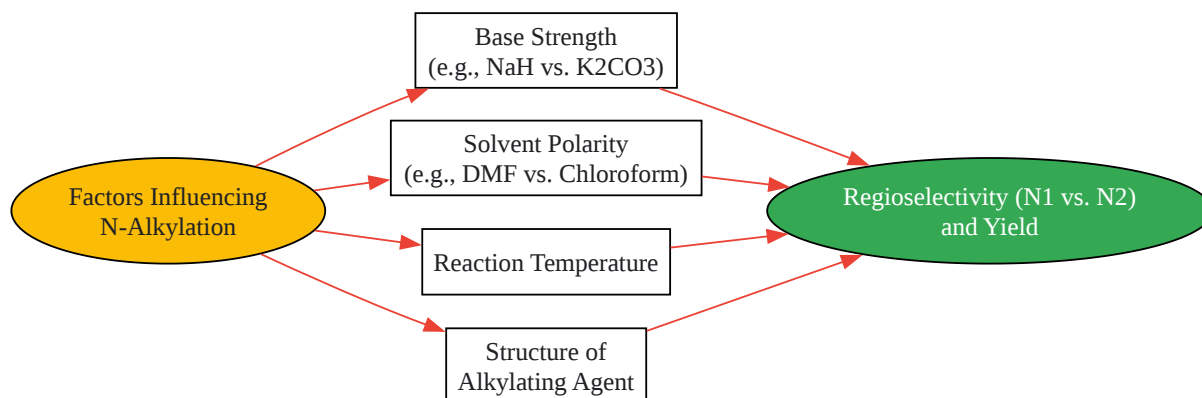 Base Strength
(e.g., NaH vs. K2CO3)
Solvent Polarity
(e.g., DMF vs. Chloroform)
Factors Influencing
N-Alkylation
Regioselectivity (N1 vs. N2)
and Yield
Reaction Temperature
Structure of
Alkylating Agent